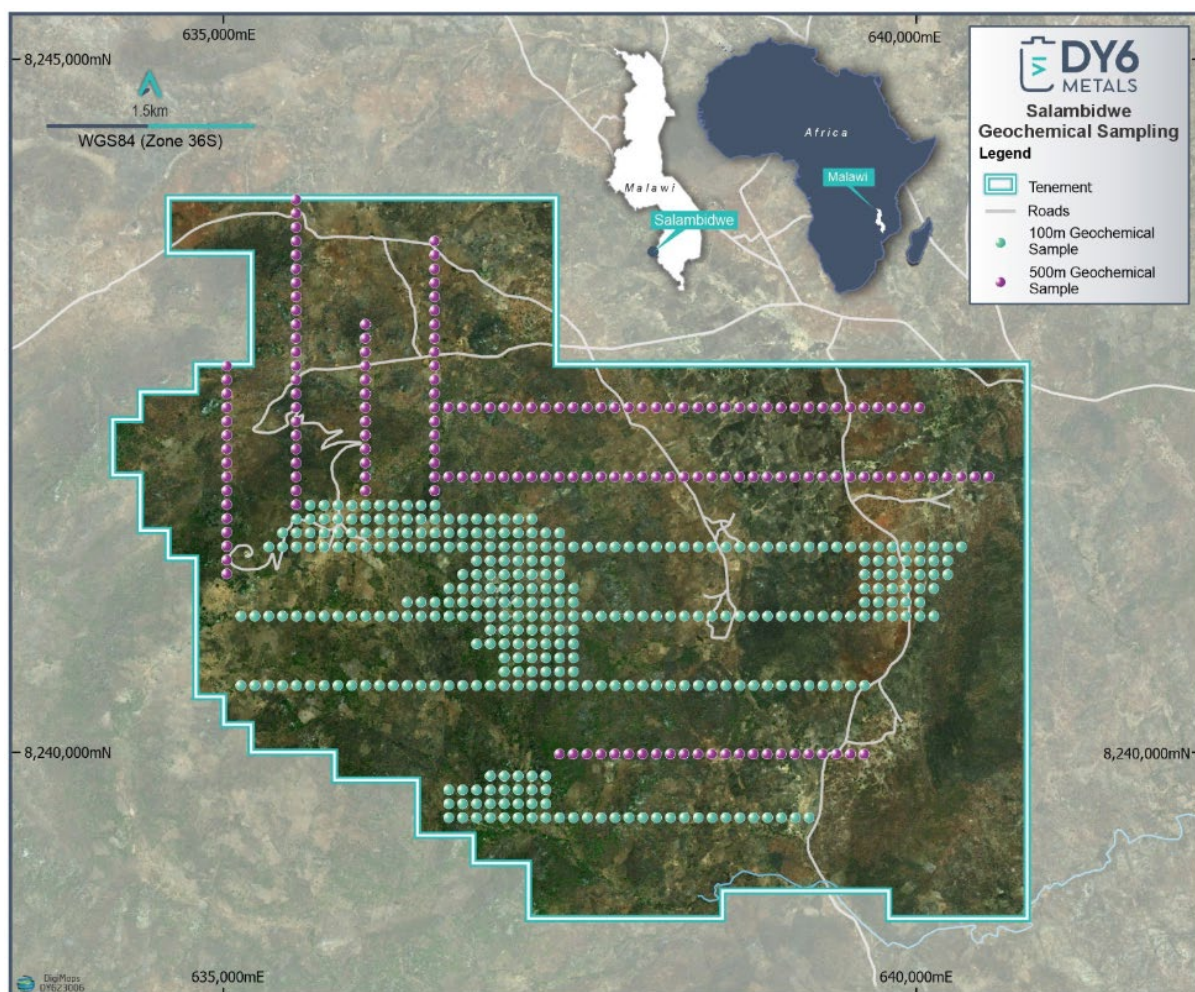 635,000mE
640,000mE
8,245,000mN
1.5km
WGS84 (Zone 36S)
Malawi
Salambidwe
Africa
Malawi
DY6
METALS
Salambidwe
Geochemical Sampling
Legend
Tenement
Roads
100m Geochemical
Sample
500m Geochemical
Sample
8,240,000mN
8,240,000mN
635,000mE
640,000mE
DigiMaps
DY623006